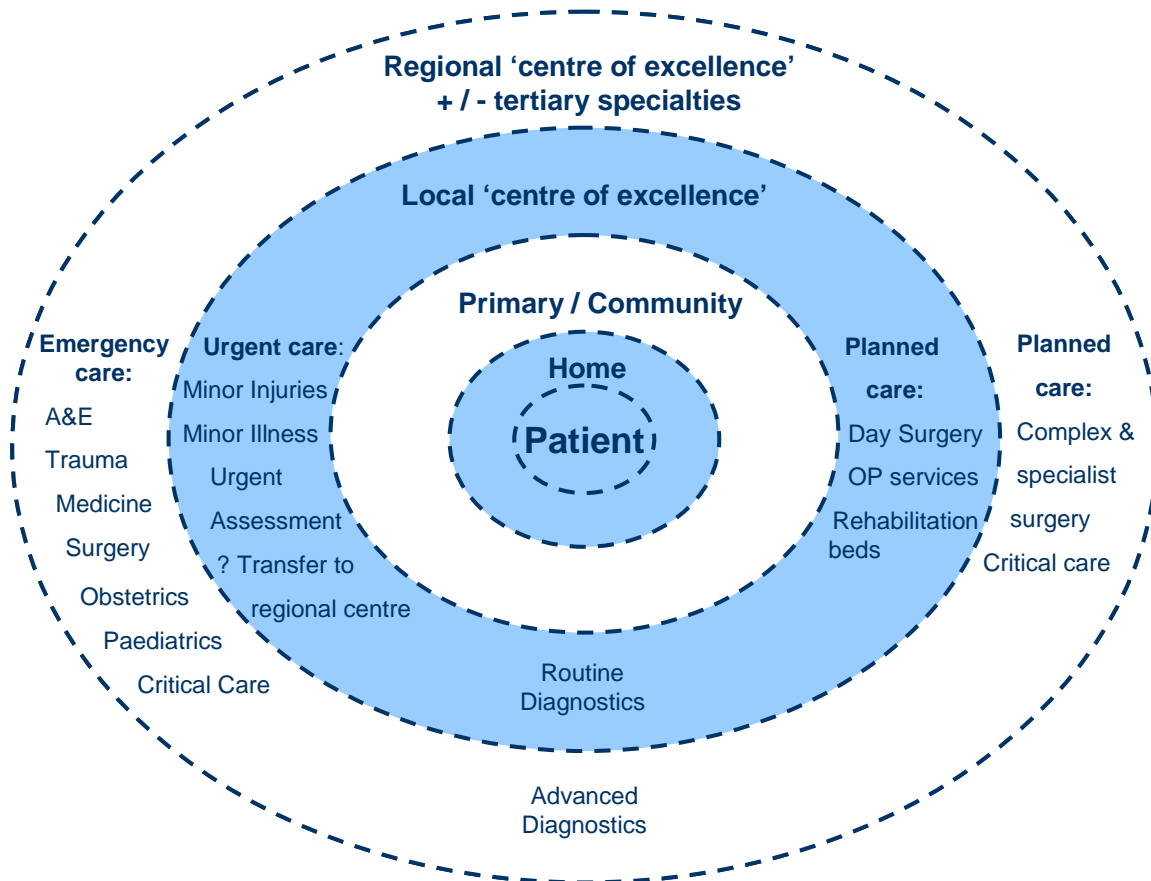 Regional ‘centre of excellence’
+ / - tertiary specialties
Local ‘centre of excellence’
Primary / Community
Home
Patient
Emergency
care:
A&E
Trauma
Medicine
Surgery
Obstetrics
Paediatrics
Critical Care
Urgent care:
Minor Injuries
Minor Illness
Urgent
Assessment
? Transfer to
regional centre
Planned
care:
Day Surgery
OP services
Rehabilitation
beds
Planned
care:
Complex &
specialist
surgery
Critical care
Routine
Diagnostics
Advanced
Diagnostics